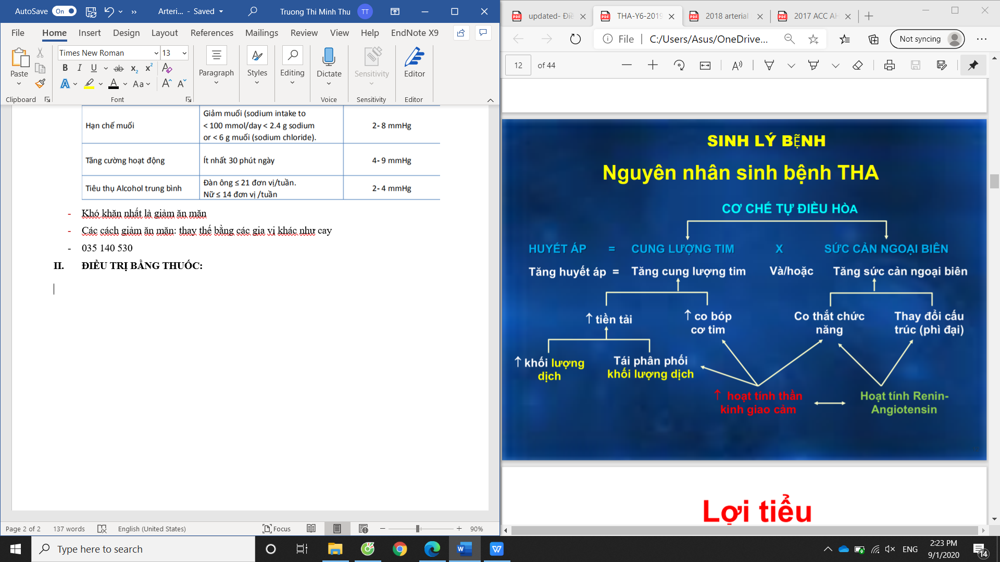 AutoSave On Arteri... - Saved Truong Thi Minh Thu TT
File Home Insert Design Layout References Mailings Review View Help EndNote X9
Times New Roman 13
Paste B I U ab x₂ x² A Aa A A Paragraph Styles Editing Dictate Sensitivity Editor
Clipboard Font Voice Sensitivity Editor
Hạn chế muối
Giảm muối (sodium intake to
< 100 mmol/day < 2.4 g sodium
or < 6 g muối (sodium chloride).
2- 8 mmHg
Tăng cường hoạt động
Ít nhất 30 phút ngày
4- 9 mmHg
Tiêu thụ Alcohol trung bình
Đàn ông ≤ 21 đơn vị/tuần.
Nữ ≤ 14 đơn vị /tuần
2- 4 mmHg
- Khó khăn nhất là giảm ăn mặn
- Các cách giảm ăn mặn: thay thế bằng các gia vị khác như cay
- 035 140 530
II. ĐIỀU TRỊ BẰNG THUỐC:
Page 2 of 2 137 words English (United States) Focus 90%
updated- Điề
THA-Y6-2019
2018 arterial
2017 ACC AH
File C:/Users/Asus/OneDrive... Not syncing
12 of 44
SINH LÝ BỆNH
Nguyên nhân sinh bệnh THA
CƠ CHẾ TỰ ĐIỀU HÒA
HUYẾT ÁP = CUNG LƯỢNG TIM X SỨC CẢN NGOẠI BIÊN
Tăng huyết áp = Tăng cung lượng tim Và/hoặc Tăng sức cản ngoại biên
↑ tiền tải
↑ co bóp
cơ tim
Co thắt chức
năng
Thay đổi cấu
trúc (phì đại)
↑ khối lượng
dịch
Tái phân phối
khối lượng dịch
↑ hoạt tính thần
kinh giao cảm
Hoạt tính Renin-
Angiotensin
Lợi tiểu
Type here to search
ENG
2:23 PM
9/1/2020
14